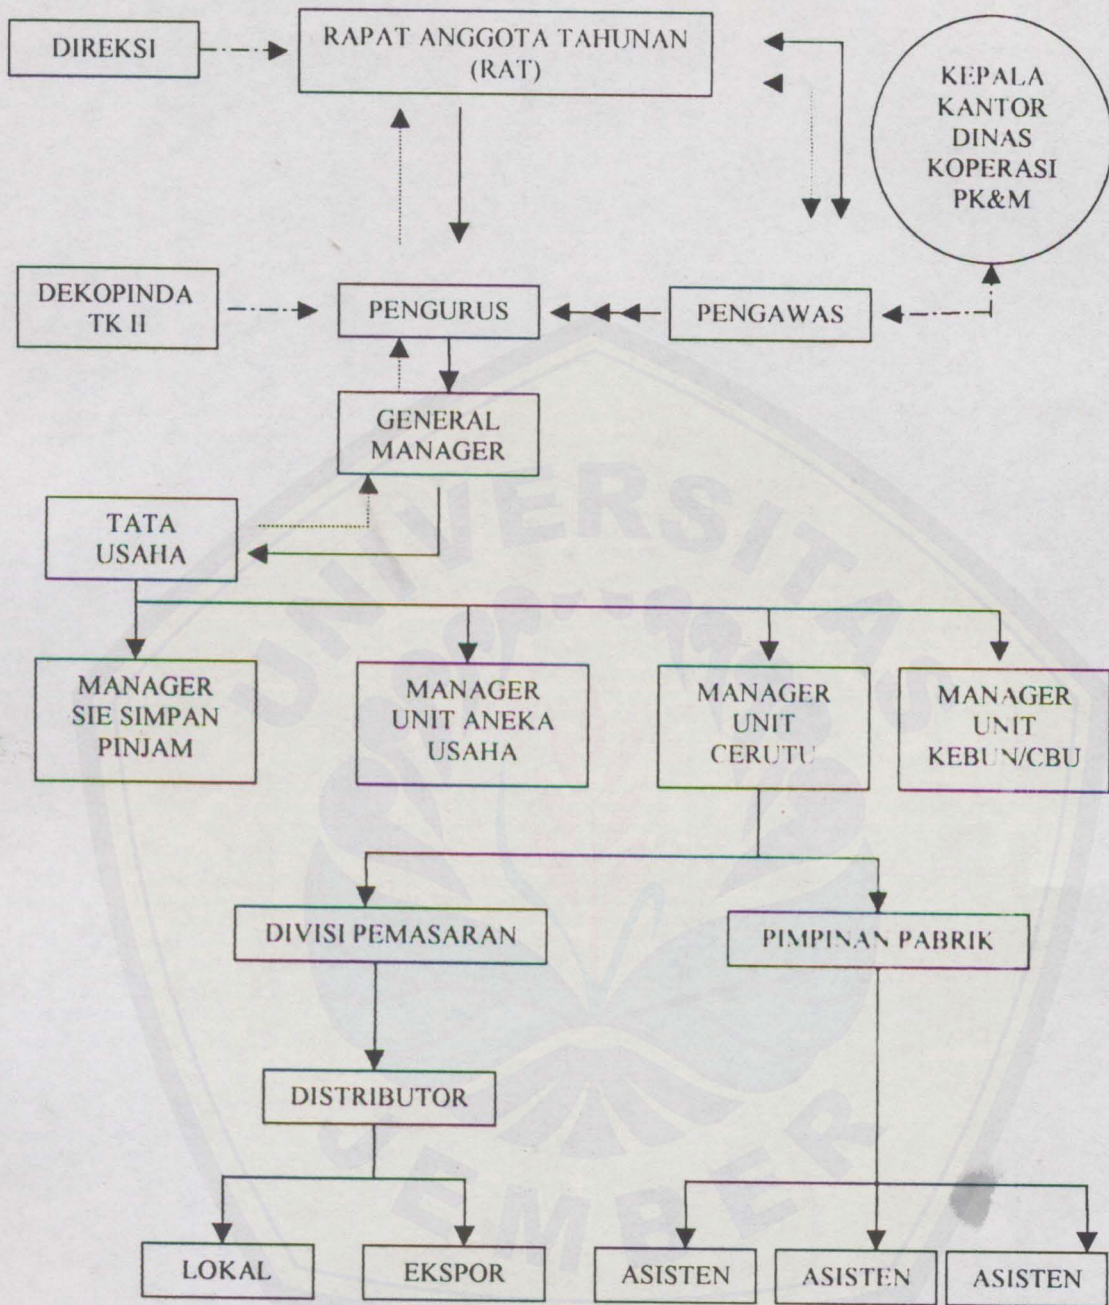 DIREKSI
RAPAT ANGGOTA TAHUNAN
(RAT)
KEPALA
KANTOR
DINAS
KOPERASI
PK&M
DEKOPINDA
TK II
PENGURUS
PENGAWAS
GENERAL
MANAGER
TATA
USAHA
MANAGER
SIE SIMPAN
PINJAM
MANAGER
UNIT ANEKA
USAHA
MANAGER
UNIT
CERUTU
MANAGER
UNIT
KEBUN/CBU
DIVISI PEMASARAN
PIMPINAN PABRIK
DISTRIBUTOR
LOKAL
EKSPOR
ASISTEN
ASISTEN
ASISTEN
UNIVERSITAS
JEMBER